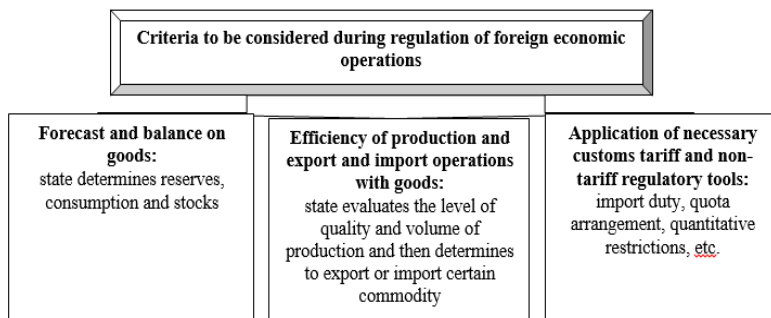 Criteria to be considered during regulation of foreign economic
operations
Forecast and balance on
goods:
state determines reserves,
consumption and stocks
Efficiency of production and
export and import operations
with goods:
state evaluates the level of
quality and volume of
production and then determines
to export or import certain
commodity
Application of necessary
customs tariff and non-
tariff regulatory tools:
import duty, quota
arrangement, quantitative
restrictions, etc.